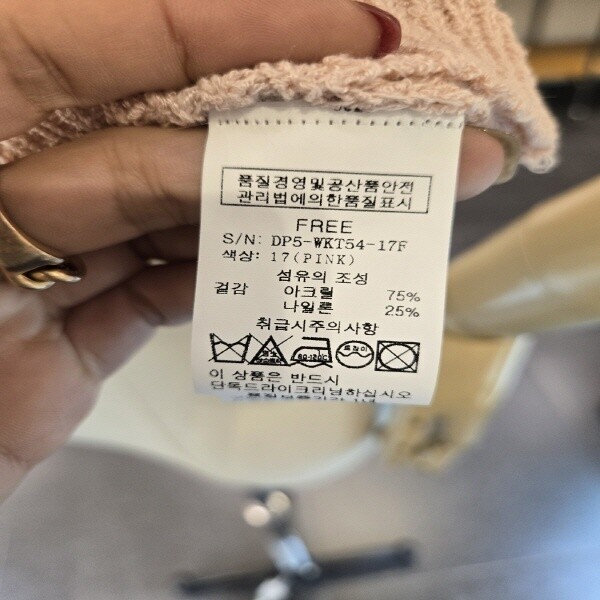 품질경영및공산품안전
관리법에의한품질표시
FREE
S/N: DP5-WKT54-17F
색상: 17(PINK)
섬유의 조성
겉감 아크릴 75%
나일론 25%
취급시주의사항
드라이
이 상품은 반드시
단독드라이크리닝하십시오